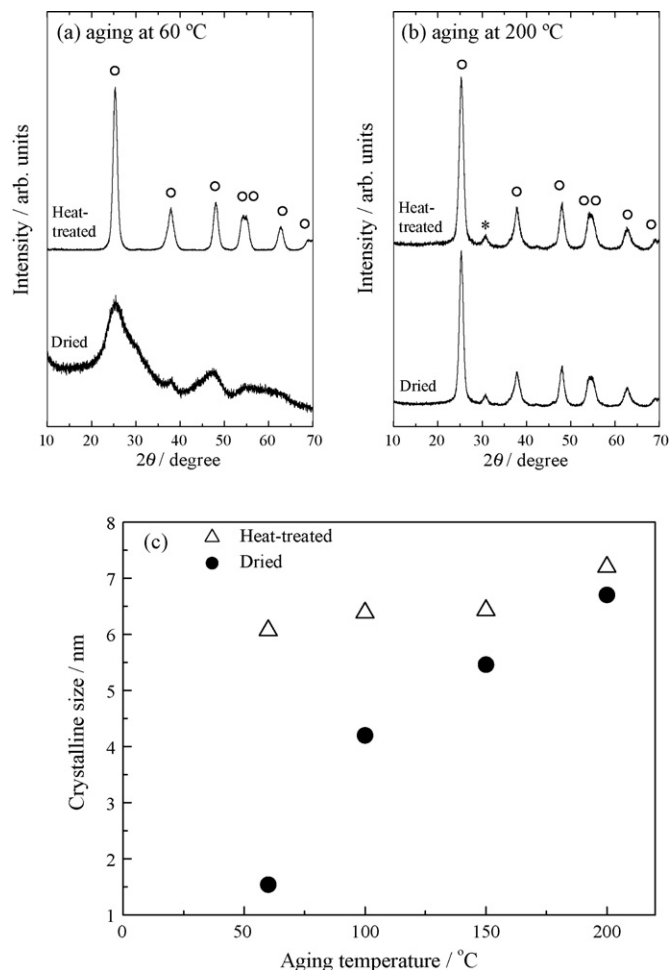 (a) aging at 60 ºC
Heat-
treated
Dried
10 20 30 40 50 60 70
2θ / degree
Intensity / arb. units
(b) aging at 200 ºC
Heat-
treated
*
Dried
10 20 30 40 50 60 70
2θ / degree
Intensity / arb. units
(c)
Heat-treated
Dried
8
7
6
5
4
3
2
1
0 50 100 150 200
Crystalline size / nm
Aging temperature / °C